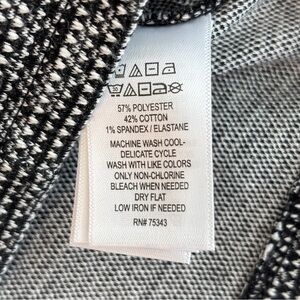 57% POLYESTER
42% COTTON
1% SPANDEX / ELASTANE
MACHINE WASH COOL-
DELICATE CYCLE
WASH WITH LIKE COLORS
ONLY NON-CHLORINE
BLEACH WHEN NEEDED
DRY FLAT
LOW IRON IF NEEDED
RN# 75343